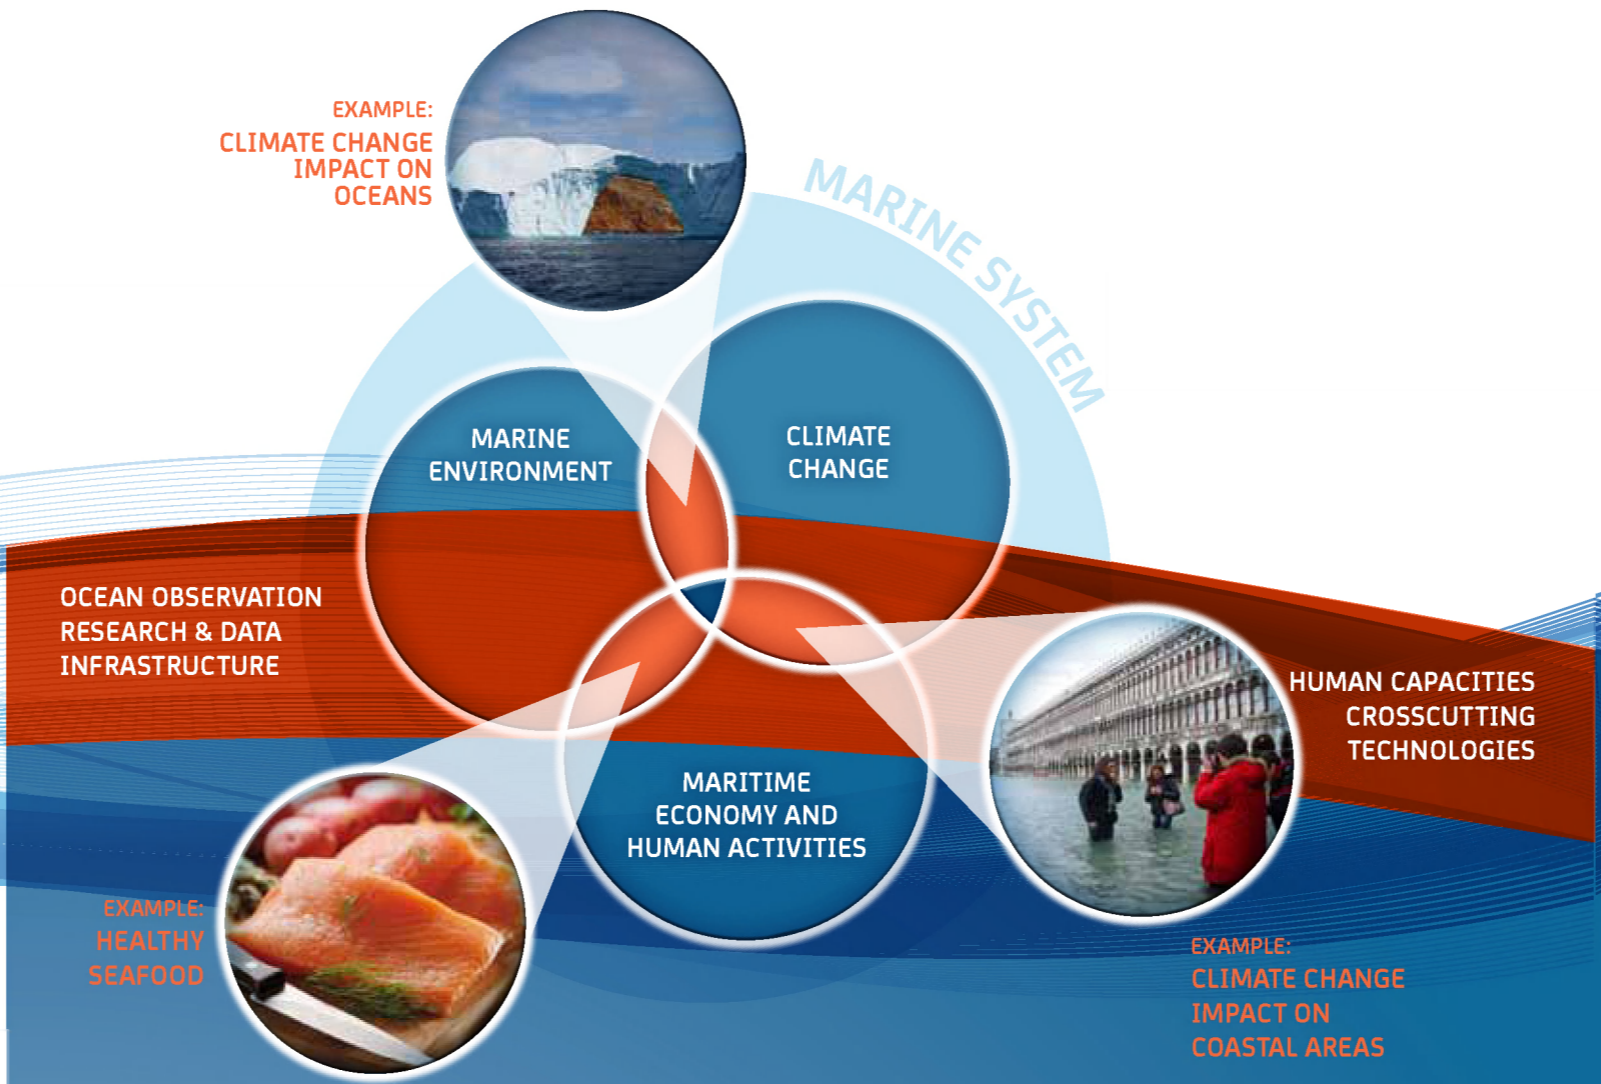 EXAMPLE:
CLIMATE CHANGE
IMPACT ON
OCEANS
MARINE SYSTEM
MARINE
ENVIRONMENT
CLIMATE
CHANGE
OCEAN OBSERVATION
RESEARCH & DATA
INFRASTRUCTURE
HUMAN CAPACITIES
CROSSCUTTING
TECHNOLOGIES
MARITIME
ECONOMY AND
HUMAN ACTIVITIES
EXAMPLE:
HEALTHY
SEAFOOD
EXAMPLE:
CLIMATE CHANGE
IMPACT ON
COASTAL AREAS